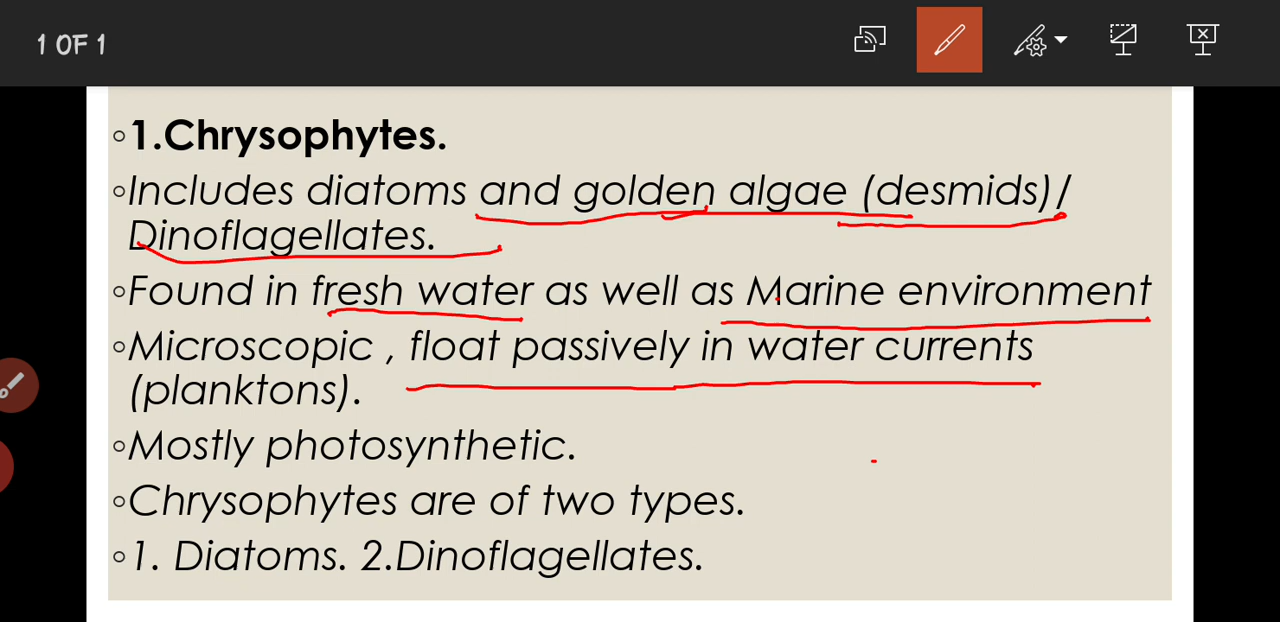 1 OF 1
◦1.Chrysophytes.
◦Includes diatoms and golden algae (desmids)/
Dinoflagellates.
◦Found in fresh water as well as Marine environment
◦Microscopic , float passively in water currents
(planktons).
◦Mostly photosynthetic.
◦Chrysophytes are of two types.
◦1. Diatoms. 2.Dinoflagellates.